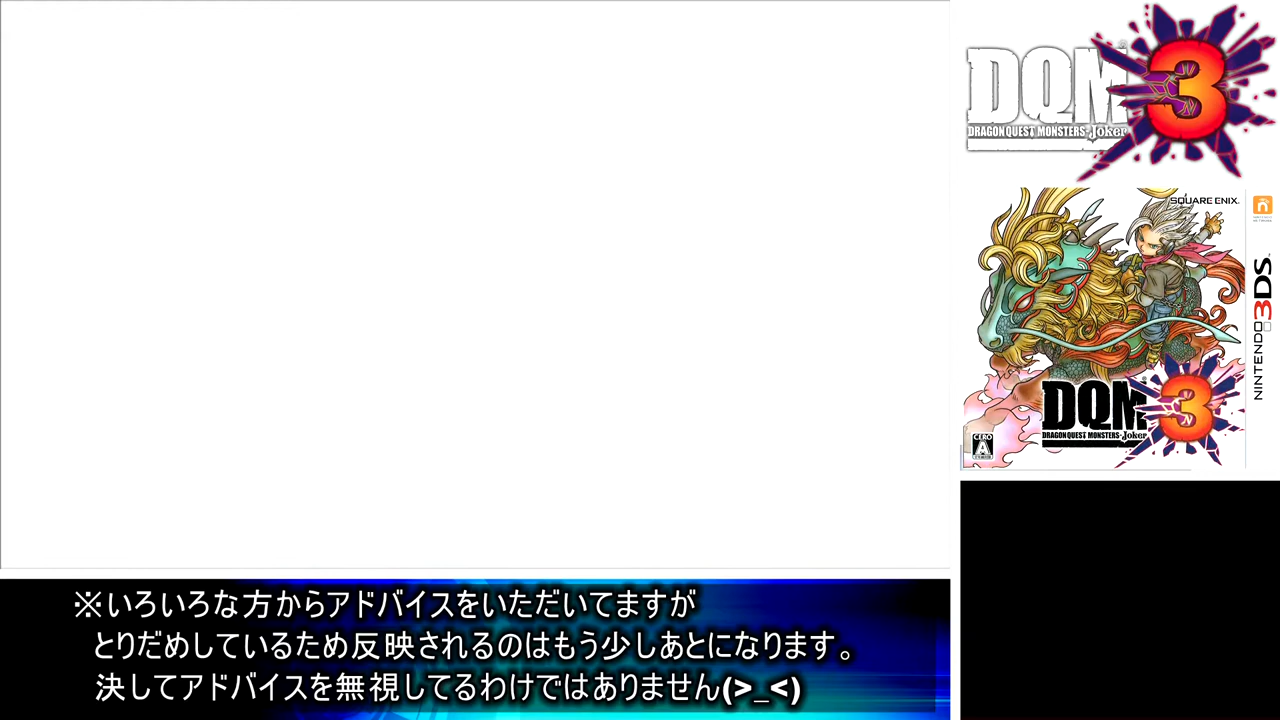 DQM 3
DRAGON QUEST MONSTERS-Joker
SQUARE ENIX.
NINTENDO 3DS
DQM 3
DRAGON QUEST MONSTERS-Joker
CERO
A
※いろいろな方からアドバイスをいただいてますが
とりだめしているため反映されるのはもう少しあとになります。
決してアドバイスを無視してるわけではありません(>_<)